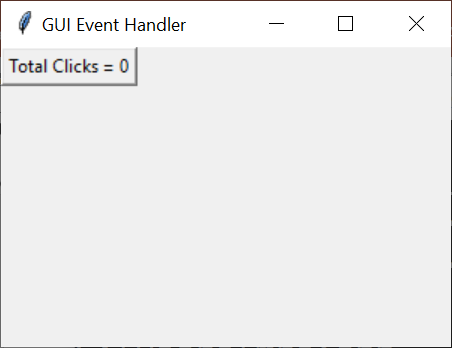 GUI Event Handler
Total Clicks = 0